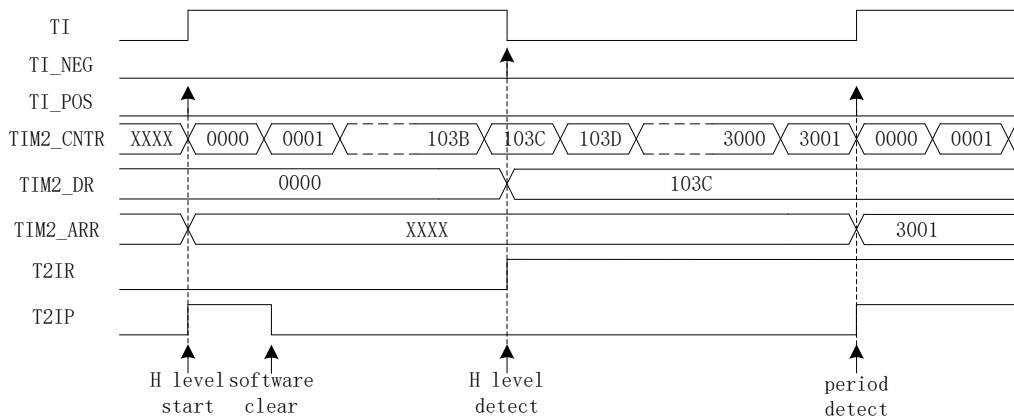 TI
TI_NEG
TI_POS
TIM2_CNTR XXXX 0000 0001 103B 103C 103D 3000 3001 0000 0001
TIM2_DR 0000 103C
TIM2_ARR XXXX 3001
T2IR
T2IP
H level software H level period
start clear detect detect